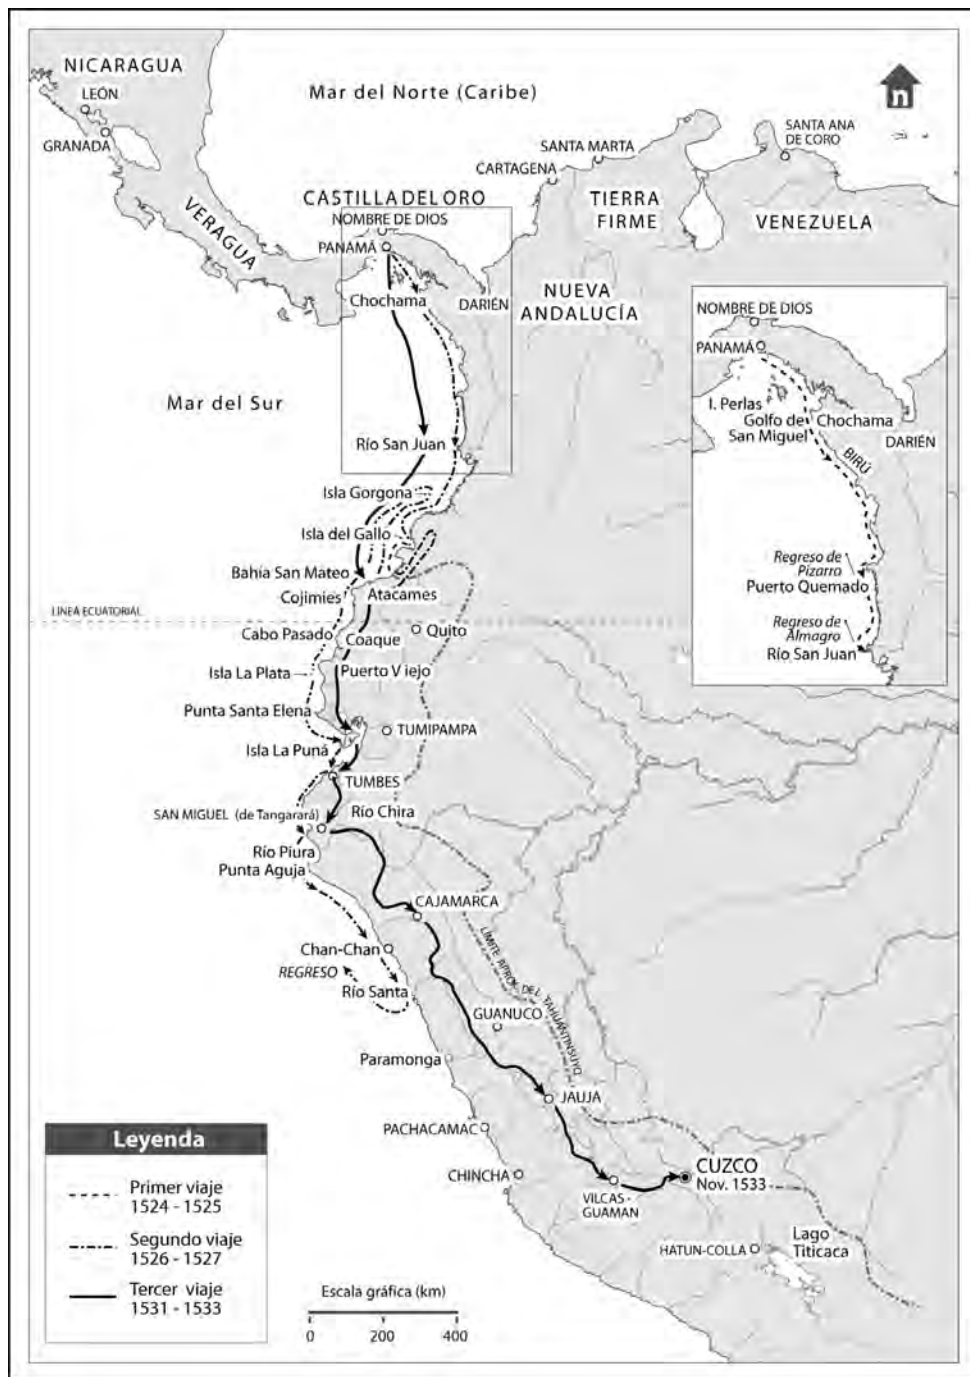 NICARAGUA
LEÓN
GRANADA
Mar del Norte (Caribe)
n
SANTA ANA
DE CORO
SANTA MARTA
CARTAGENA
CASTILLA DEL ORO
TIERRA
FIRME
VENEZUELA
NOMBRE DE DIOS
PANAMÁ
VERAGUA
Chochama
DARIÉN
NUEVA
ANDALUCÍA
Mar del Sur
Río San Juan
Isla Gorgona
Isla del Gallo
Bahía San Mateo
Cojimies
Atacames
LINEA ECUATORIAL
Cabo Pasado
Coaque
Quito
Isla La Plata
Puerto Viejo
Punta Santa Elena
TUMIPAMPA
Isla La Puná
TUMBES
SAN MIGUEL (de Tangarará)
Río Chira
Río Piura
Punta Aguja
CAJAMARCA
Chan-Chan
REGRESO
Río Santa
LÍMITE APROX. DEL TAHUANTINSUYO
GUANUCO
Paramonga
JAUJA
PACHACAMAC
CHINCHA
CUZCO
Nov. 1533
VILCAS-
GUAMAN
HATUN-COLLA
Lago
Titicaca
NOMBRE DE DIOS
PANAMÁ
I. Perlas
Golfo de
San Miguel
Chochama
DARIÉN
BIRÚ
Regreso de
Pizarro
Puerto Quemado
Regreso de
Almagro
Río San Juan
Leyenda
Primer viaje
1524 - 1525
Segundo viaje
1526 - 1527
Tercer viaje
1531 - 1533
Escala gráfica (km)
0 200 400